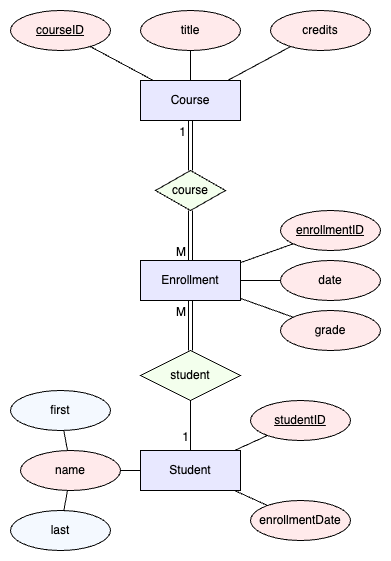 courseID
title
credits
Course
1
course
M
enrollmentID
Enrollment
date
M
grade
student
first
studentID
1
name
Student
last
enrollmentDate